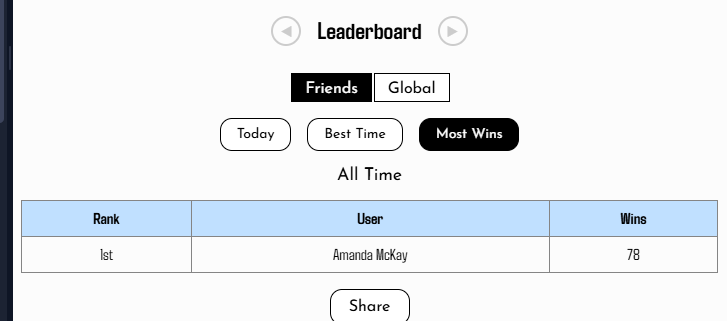 Leaderboard
Friends Global
Today Best Time Most Wins
All Time
Rank User Wins
1st Amanda McKay 78
Share